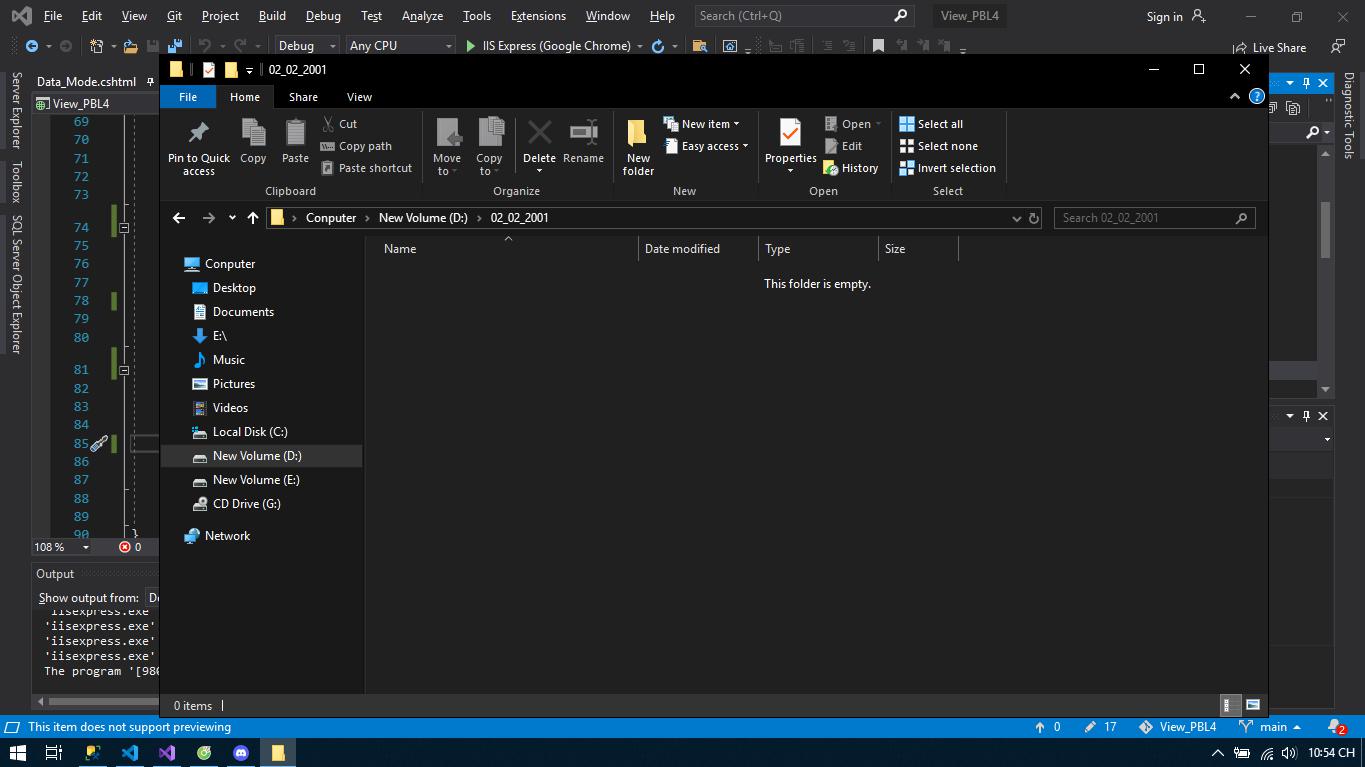 File Edit View Git Project Build Debug Test Analyze Tools Extensions Window Help Search (Ctrl+Q) View_PBL4 Sign in
Debug Any CPU IIS Express (Google Chrome) Live Share
Data_Mode.cshtml
View_PBL4
Server Explorer
Toolbox
SQL Server Object Explorer
Diagnostic Tools
69
70
71
72
73
74
75
76
77
78
79
80
81
82
83
84
85
86
87
88
89
90 }
108 % 0
Output
Show output from: De
'iisexpress.exe'
'iisexpress.exe'
'iisexpress.exe'
'iisexpress.exe'
The program '[980
02_02_2001
File Home Share View
Pin to Quick access
Copy
Paste
Cut
Copy path
Paste shortcut
Clipboard
Move to
Copy to
Delete
Rename
Organize
New folder
New item
Easy access
New
Properties
Open
Edit
History
Open
Select all
Select none
Invert selection
Select
Conputer New Volume (D:) 02_02_2001 Search 02_02_2001
Name Date modified Type Size
This folder is empty.
Conputer
Desktop
Documents
E:\
Music
Pictures
Videos
Local Disk (C:)
New Volume (D:)
New Volume (E:)
CD Drive (G:)
Network
0 items
This item does not support previewing 0 17 View_PBL4 main 2
10:54 CH